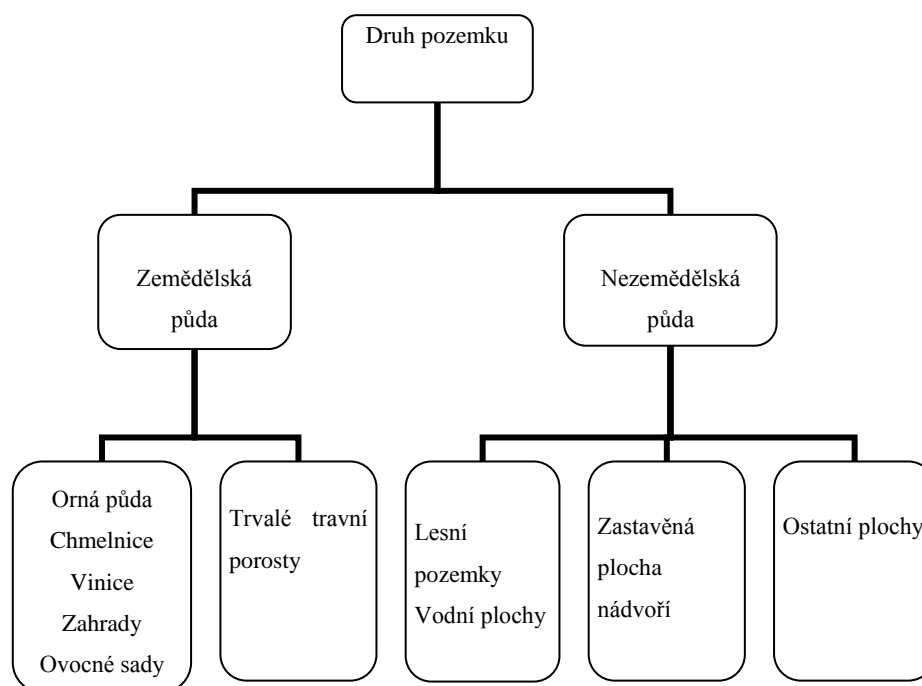 Druh pozemku
Zemědělská
půda
Nezemědělská
půda
Orná půda
Chmelnice
Vinice
Zahrady
Ovocné sady
Trvalé travní
porosty
Lesní
pozemky
Vodní plochy
Zastavěná
plocha
nádvoří
Ostatní plochy